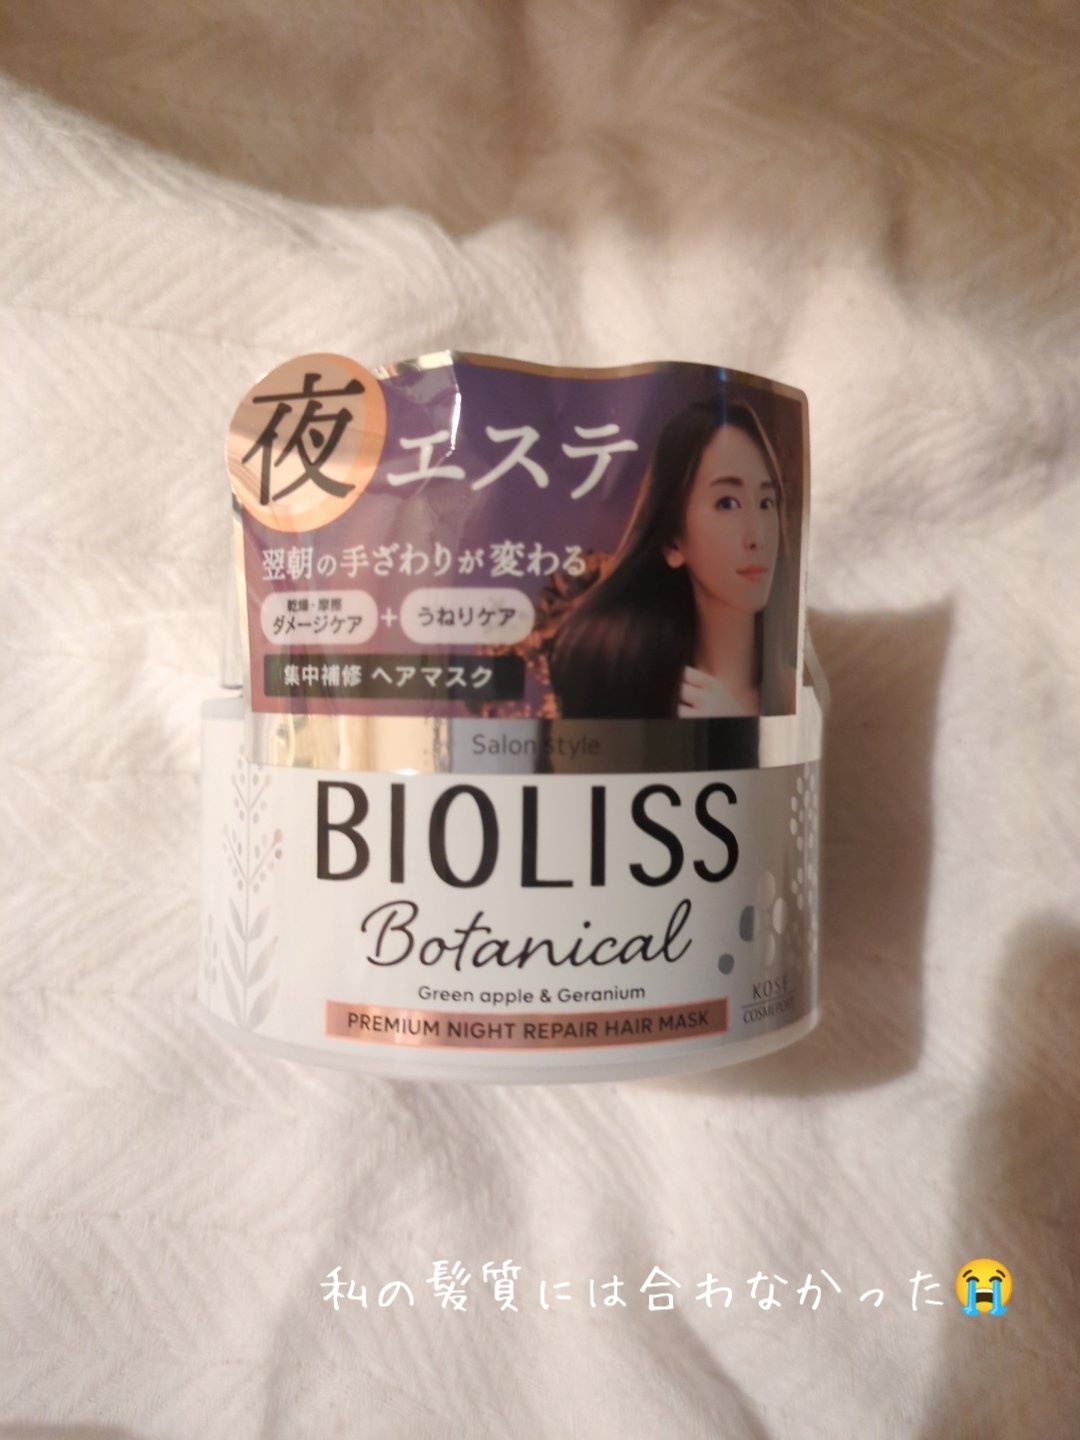 夜
エステ
翌朝の手ざわりが変わる
乾燥・摩擦
ダメージケア + うねりケア
集中補修 ヘアマスク
Salon Style
BIOLISS
Botanical
Green apple & Geranium
PREMIUM NIGHT REPAIR HAIR MASK
KOSÉ
COSMEPORT
私の髪質には合わなかった😭